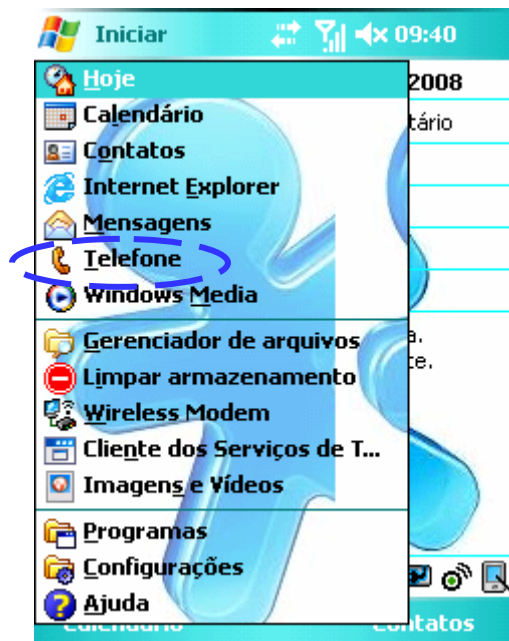 Iniciar 09:40
Hoje 2008
Calendário tário
Contatos
Internet Explorer
Mensagens
Telefone
Windows Media
Gerenciador de arquivos a.
Limpar armazenamento te.
Wireless Modem
Cliente dos Serviços de T...
Imagens e Vídeos
Programas
Configurações
Ajuda
Calendário Contatos